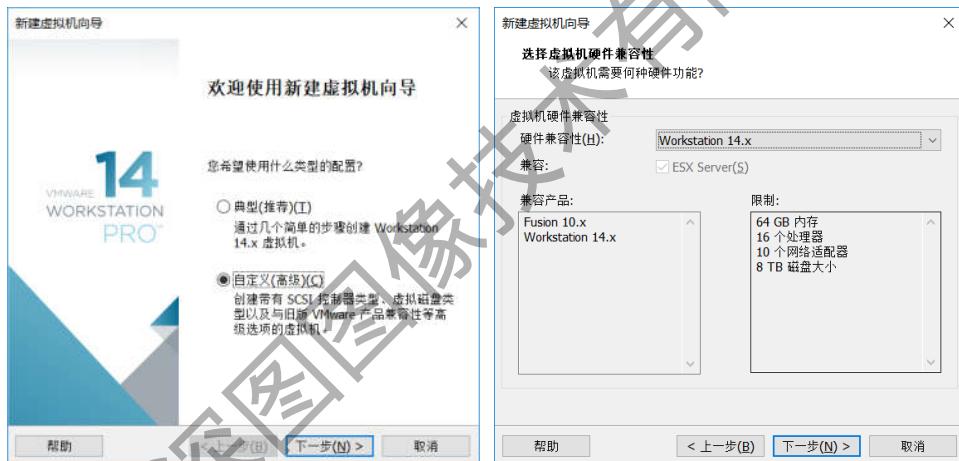 新建虚拟机向导
欢迎使用新建虚拟机向导
14
VMWARE
WORKSTATION
PRO™
您希望使用什么类型的配置?
典型(推荐)(T)
通过几个简单的步骤创建 Workstation
14.x 虚拟机。
自定义(高级)(C)
创建带有 SCSI 控制器类型、虚拟磁盘类
型以及与旧版 VMware 产品兼容性等高
级选项的虚拟机。
帮助
< 上一步(B)
下一步(N) >
取消
新建虚拟机向导
选择虚拟机硬件兼容性
该虚拟机需要何种硬件功能?
虚拟机硬件兼容性
硬件兼容性(H):
Workstation 14.x
兼容:
ESX Server(S)
兼容产品:
Fusion 10.x
Workstation 14.x
限制:
64 GB 内存
16 个处理器
10 个网络适配器
8 TB 磁盘大小
帮助
< 上一步(B)
下一步(N) >
取消
图图像技术有